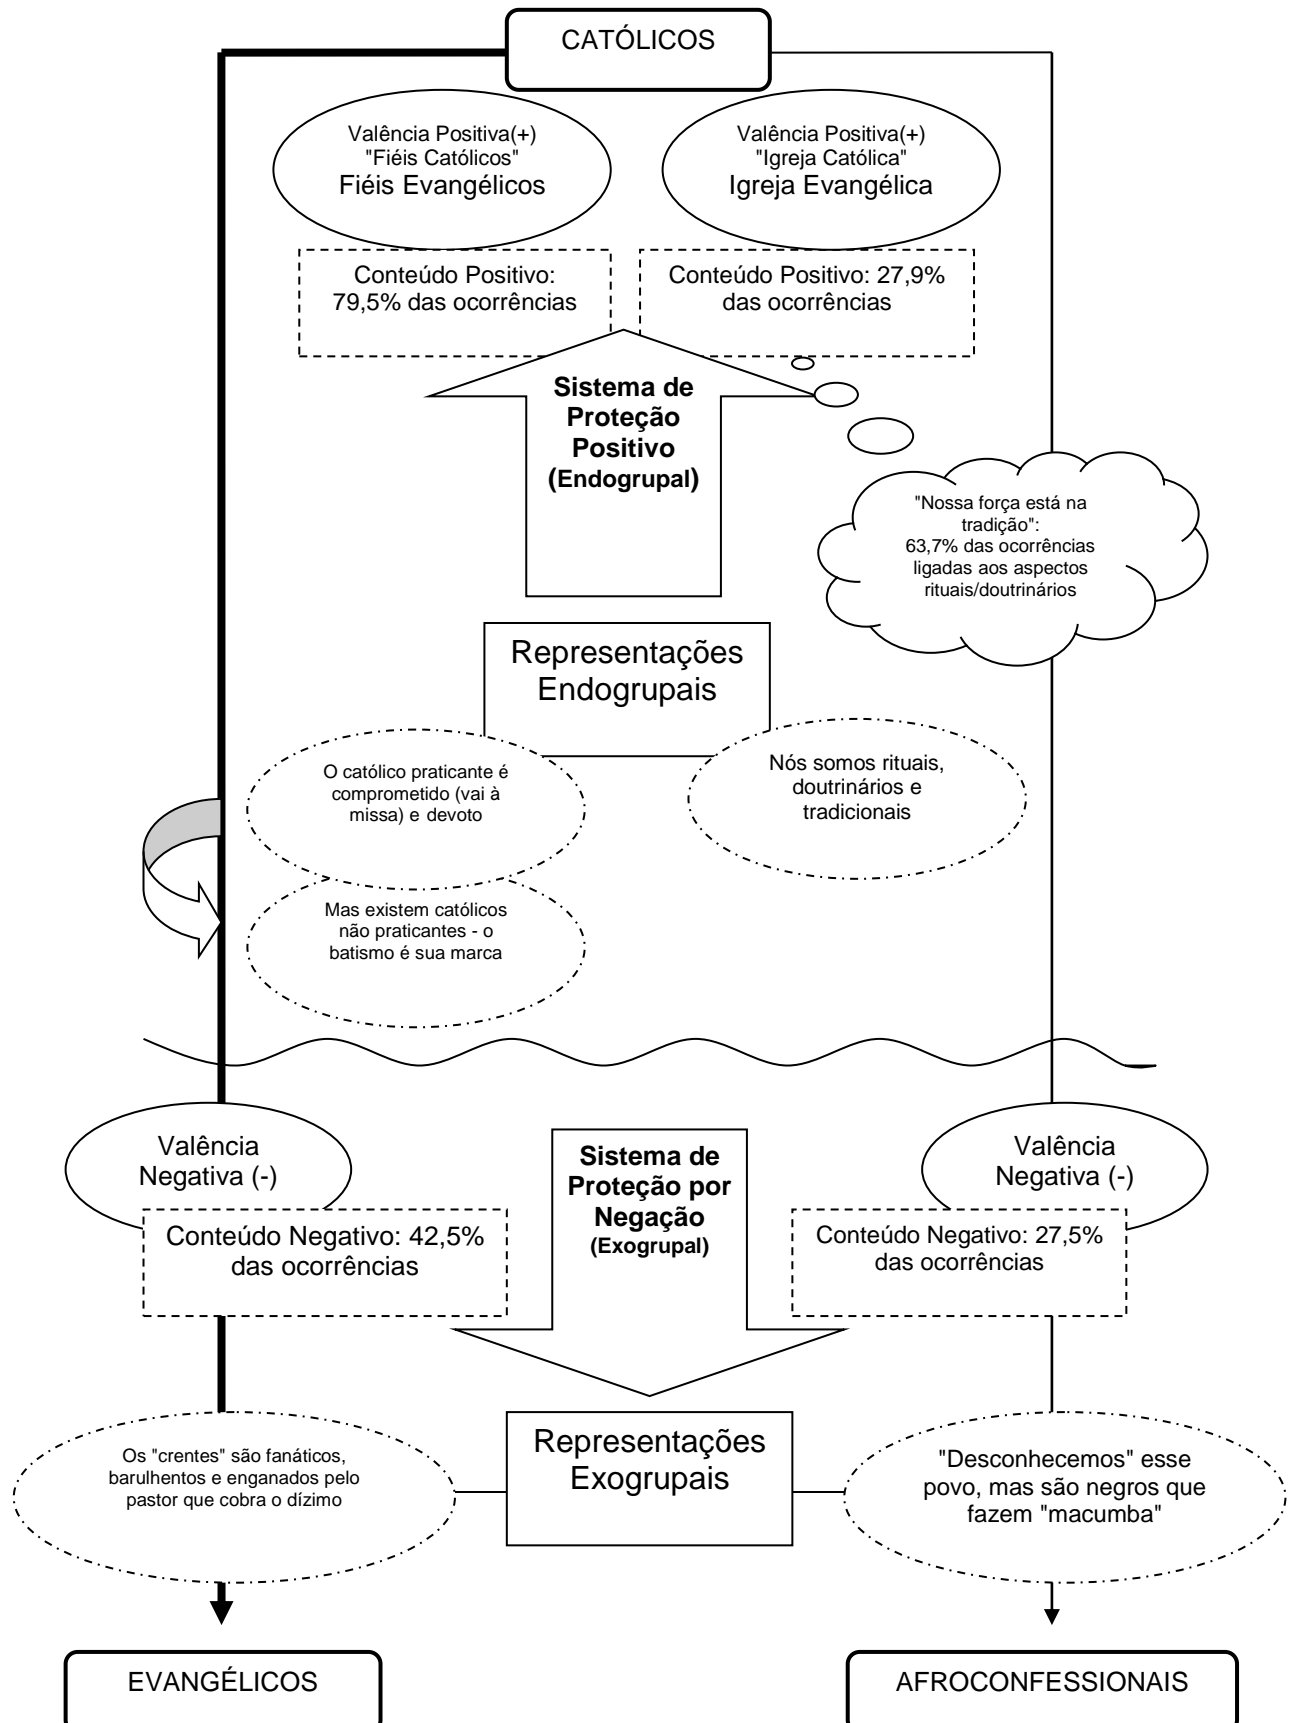 CATÓLICOS
Valência Positiva(+)
"Fiéis Católicos"
Fiéis Evangélicos
Valência Positiva(+)
"Igreja Católica"
Igreja Evangélica
Conteúdo Positivo:
79,5% das ocorrências
Conteúdo Positivo: 27,9%
das ocorrências
Sistema de
Proteção
Positivo
(Endogrupal)
"Nossa força está na
tradição":
63,7% das ocorrências
ligadas aos aspectos
rituais/doutrinários
Representações
Endogrupais
O católico praticante é
comprometido (vai à
missa) e devoto
Nós somos rituais,
doutrinários e
tradicionais
Mas existem católicos
não praticantes - o
batismo é sua marca
Valência
Negativa (-)
Sistema de
Proteção por
Negação
(Exogrupal)
Valência
Negativa (-)
Conteúdo Negativo: 42,5%
das ocorrências
Conteúdo Negativo: 27,5%
das ocorrências
Os "crentes" são fanáticos,
barulhentos e enganados pelo
pastor que cobra o dízimo
Representações
Exogrupais
"Desconhecemos" esse
povo, mas são negros que
fazem "macumba"
EVANGÉLICOS
AFROCONFESSIONAIS